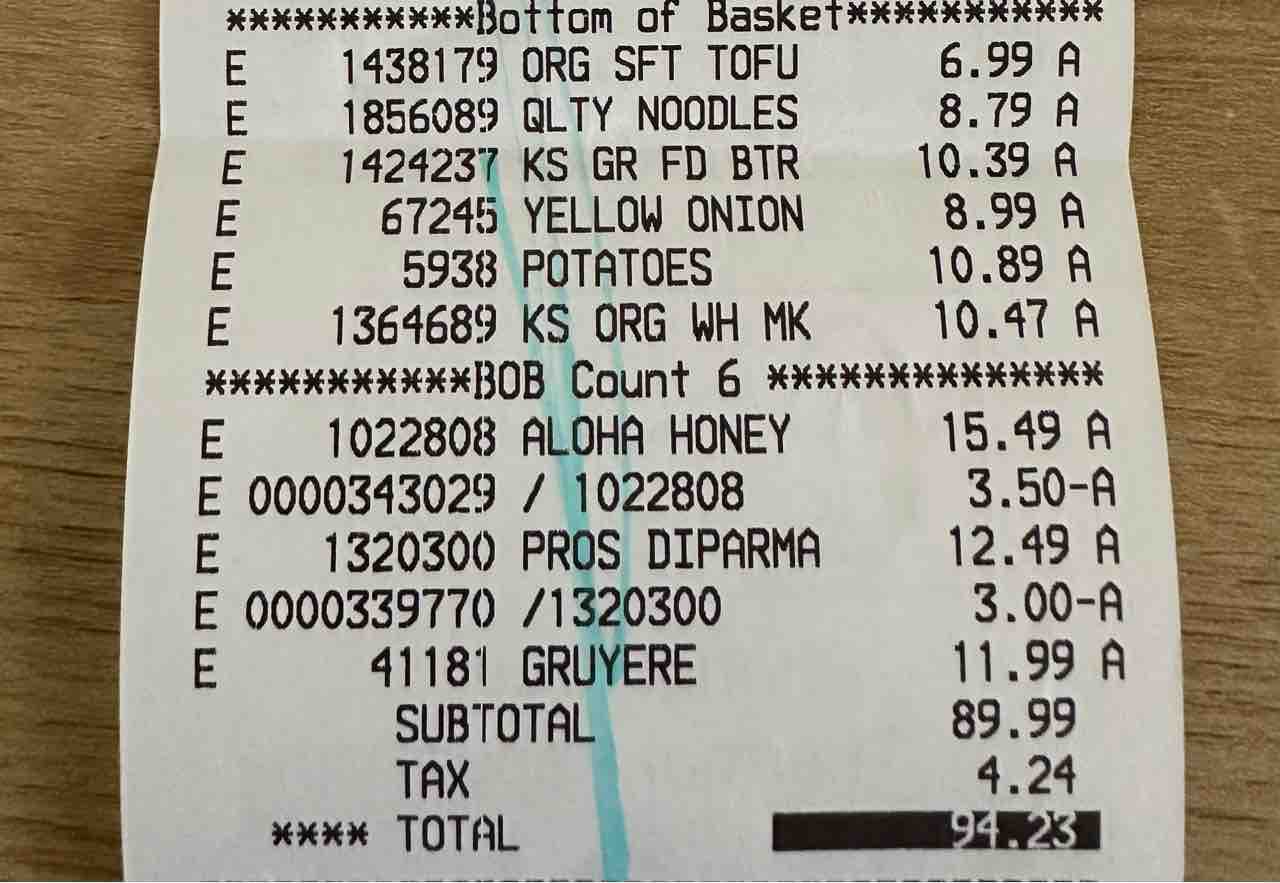 ***********Bottom of Basket***********
E 1438179 ORG SFT TOFU 6.99 A
E 1856089 QLTY NOODLES 8.79 A
E 1424237 KS GR FD BTR 10.39 A
E 67245 YELLOW ONION 8.99 A
E 5938 POTATOES 10.89 A
E 1364689 KS ORG WH MK 10.47 A
***********BOB Count 6 **************
E 1022808 ALOHA HONEY 15.49 A
E 0000343029 / 1022808 3.50-A
E 1320300 PROS DIPARMA 12.49 A
E 0000339770 /1320300 3.00-A
E 41181 GRUYERE 11.99 A
SUBTOTAL 89.99
TAX 4.24
**** TOTAL 94.23